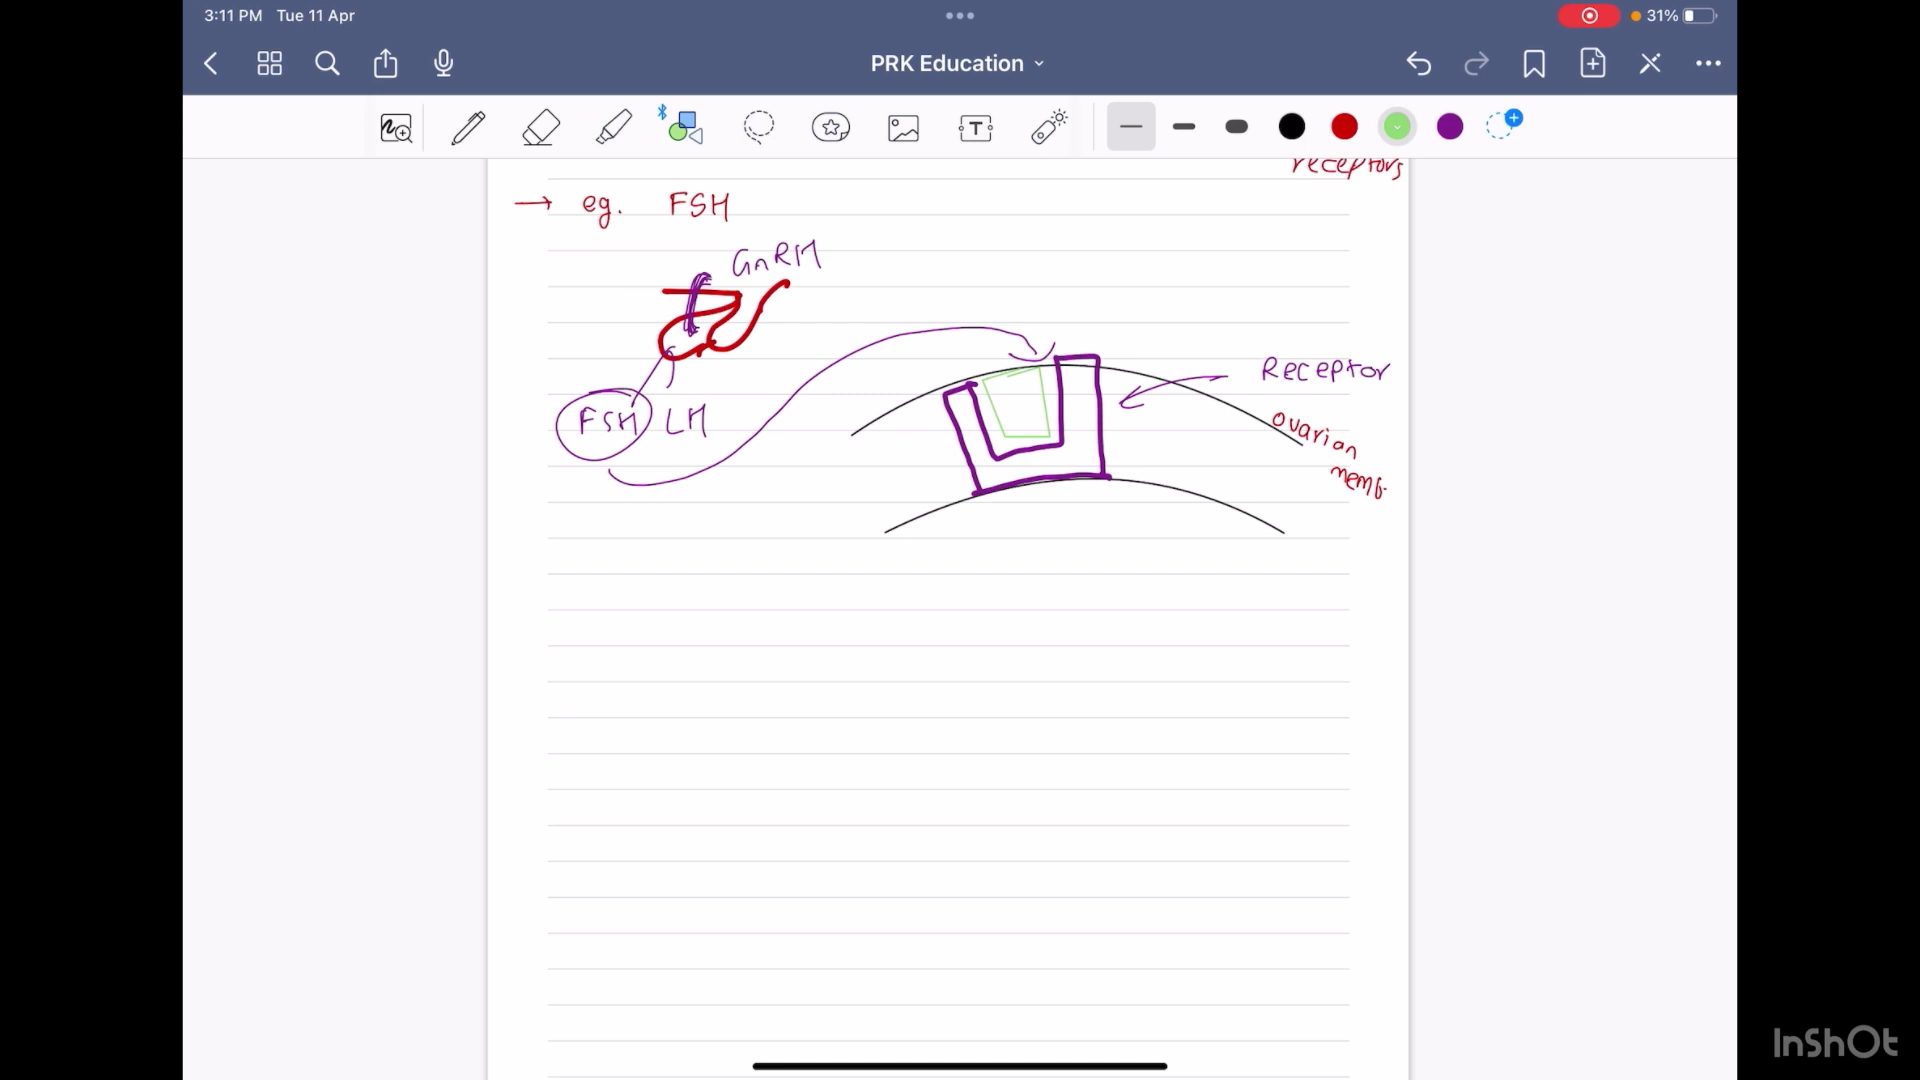 3:11 PM Tue 11 Apr
31%
PRK Education
T
receptors
→ eg. FSH
GnRH
FSH LH
Receptor
ovarian
memb.
InShOt